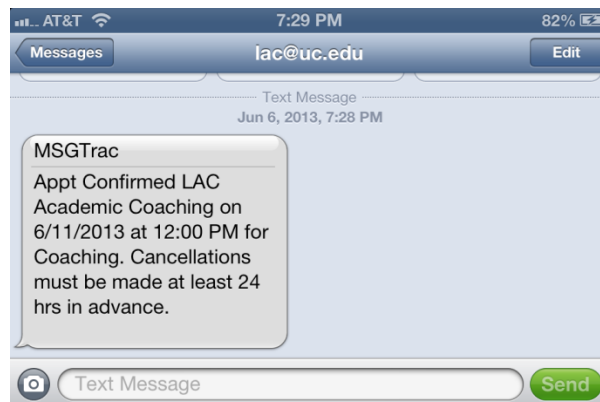 AT&T 7:29 PM 82%
Messages lac@uc.edu Edit
Text Message
Jun 6, 2013, 7:28 PM
MSGTrac
Appt Confirmed LAC
Academic Coaching on
6/11/2013 at 12:00 PM for
Coaching. Cancellations
must be made at least 24
hrs in advance.
Text Message Send